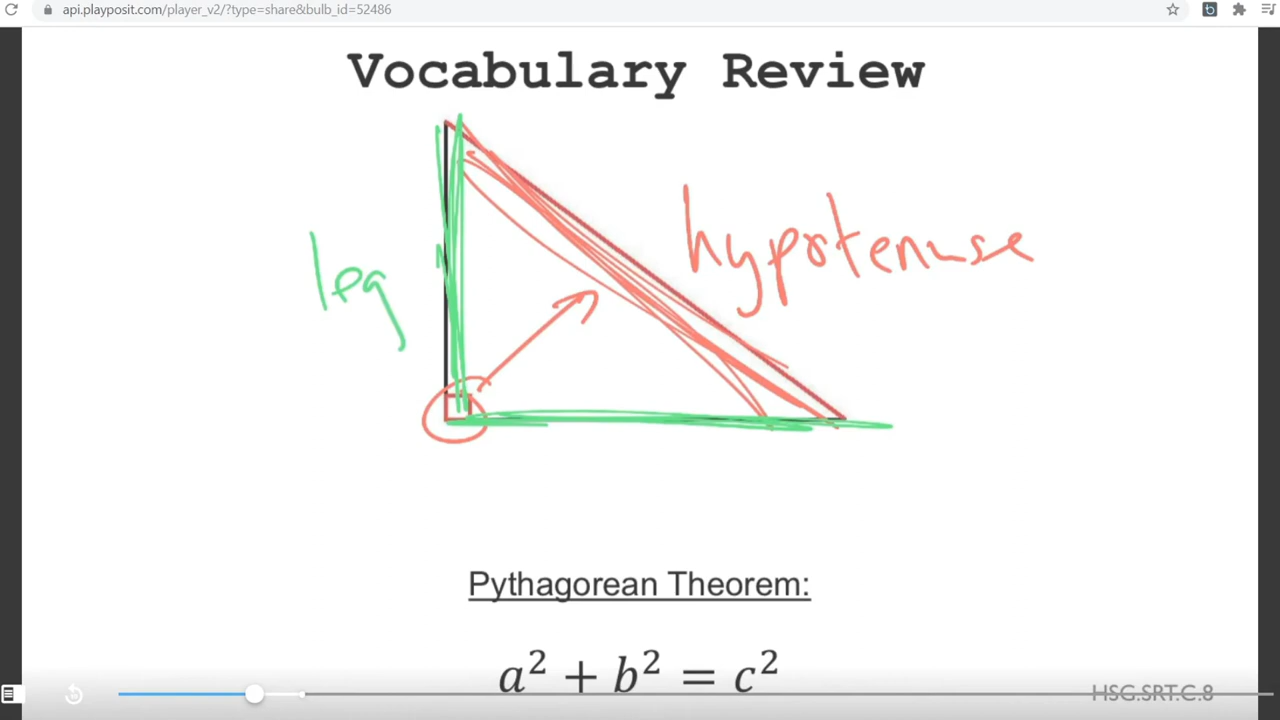 api.playposit.com/player_v2/?type=share&bulb_id=52486
Vocabulary Review
hypotenuse
leg
Pythagorean Theorem:
a² + b² = c²
HSG.SRT.C.8